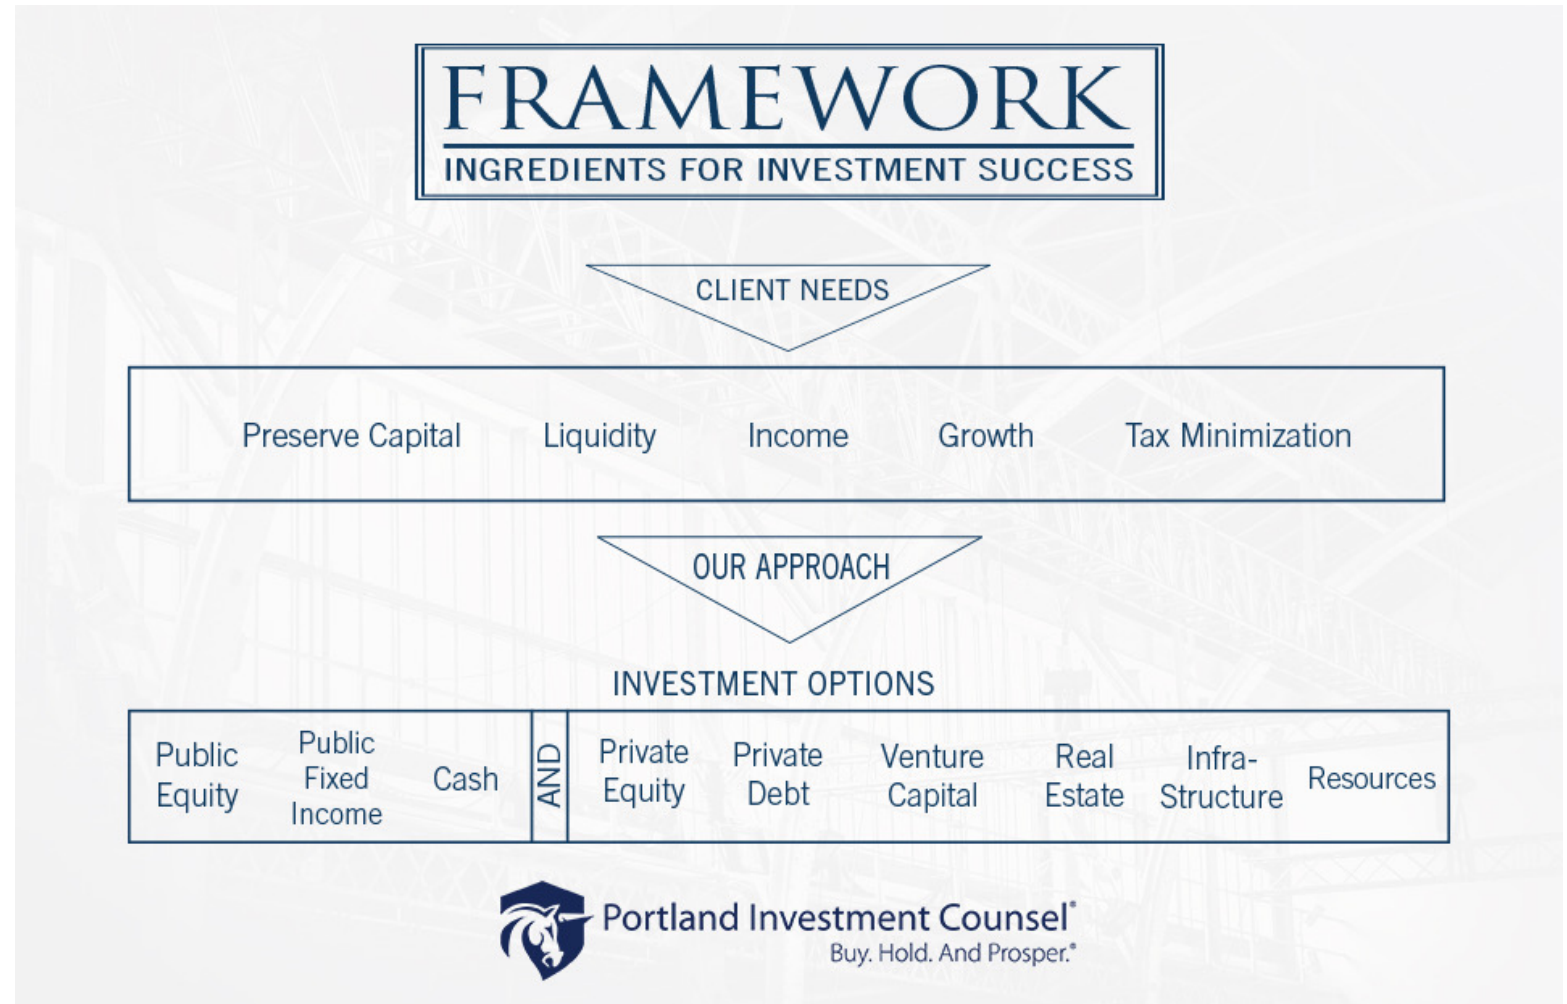 FRAMEWORK
INGREDIENTS FOR INVESTMENT SUCCESS
CLIENT NEEDS
Preserve Capital Liquidity Income Growth Tax Minimization
OUR APPROACH
INVESTMENT OPTIONS
Public
Equity
Public
Fixed
Income
Cash
AND
Private
Equity
Private
Debt
Venture
Capital
Real
Estate
Infra-
Structure
Resources
Portland Investment Counsel®
Buy. Hold. And Prosper.®